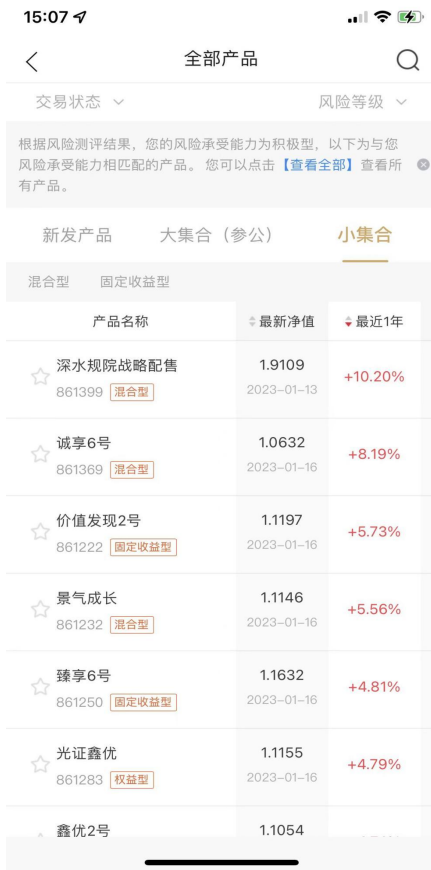 15:07
全部产品
交易状态
风险等级
根据风险测评结果，您的风险承受能力为积极型，以下为与您
风险承受能力相匹配的产品。您可以点击【查看全部】查看所
有产品。
新发产品
大集合（参公）
小集合
混合型
固定收益型
产品名称
最新净值
最近1年
深水规院战略配售
861399 混合型
1.9109
2023-01-13
+10.20%
诚享6号
861369 混合型
1.0632
2023-01-16
+8.19%
价值发现2号
861222 固定收益型
1.1197
2023-01-16
+5.73%
景气成长
861232 混合型
1.1146
2023-01-16
+5.56%
臻享6号
861250 固定收益型
1.1632
2023-01-16
+4.81%
光证鑫优
861283 权益型
1.1155
2023-01-16
+4.79%
鑫优2号
1.1054